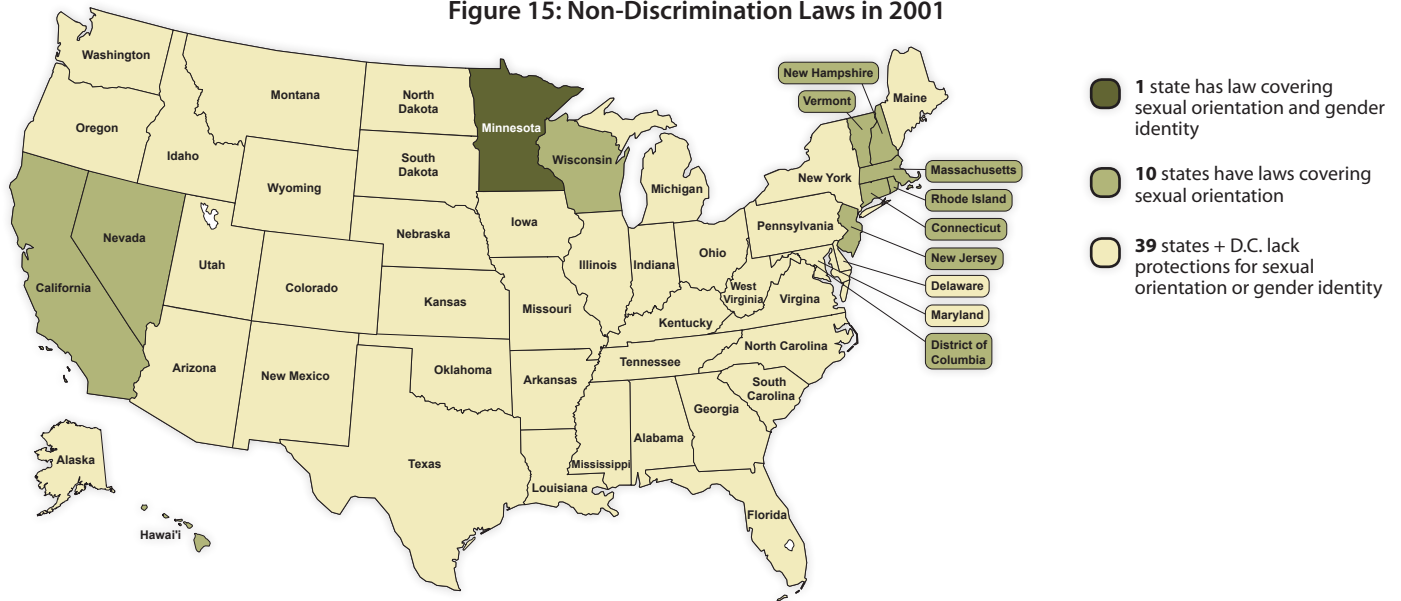 Figure 15: Non-Discrimination Laws in 2001
Washington
Oregon
Idaho
Montana
North
Dakota
South
Dakota
Wyoming
Nebraska
Minnesota
Wisconsin
Iowa
Michigan
California
Nevada
Utah
Colorado
Kansas
Missouri
Illinois
Indiana
Ohio
Kentucky
West
Virginia
Virgina
Pennsylvania
New York
Maine
New Hampshire
Vermont
Massachusetts
Rhode Island
Connecticut
New Jersey
Delaware
Maryland
District of
Columbia
Arizona
New Mexico
Oklahoma
Arkansas
Tennessee
North Carolina
South
Carolina
Georgia
Alabama
Mississippi
Louisiana
Texas
Florida
Alaska
Hawai'i
1 state has law covering
sexual orientation and gender
identity
10 states have laws covering
sexual orientation
39 states + D.C. lack
protections for sexual
orientation or gender identity